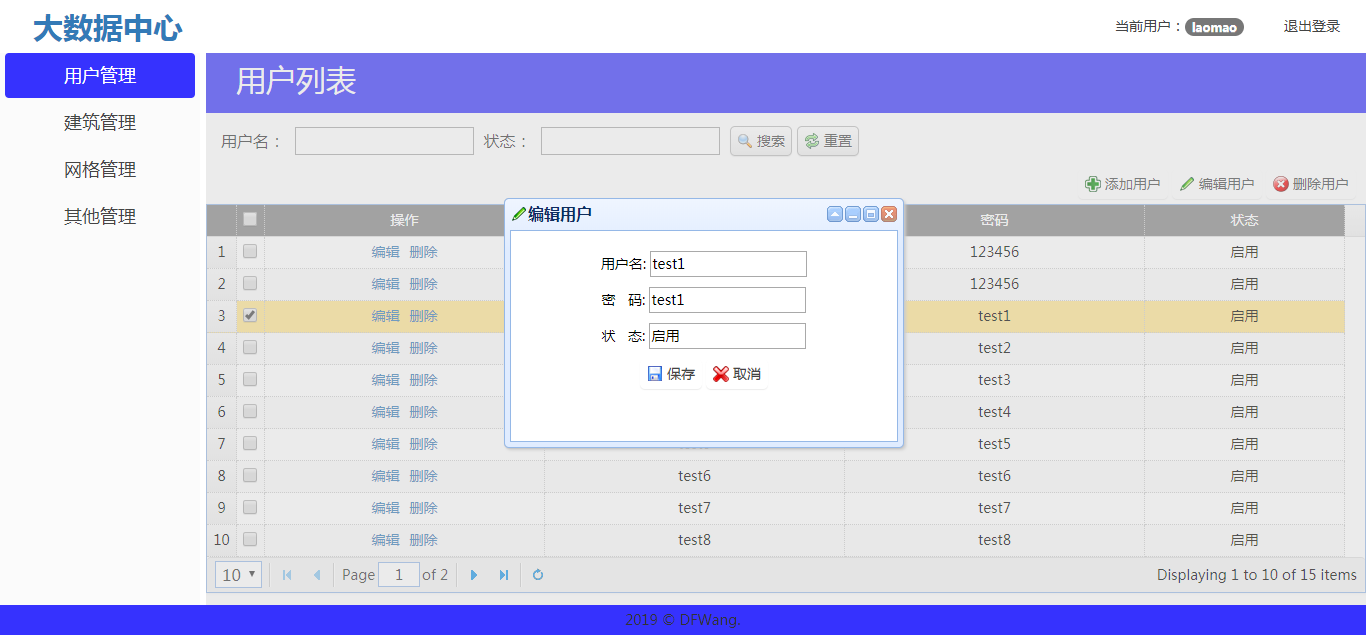 大数据中心
当前用户：laomao 退出登录
用户管理
建筑管理
网格管理
其他管理
用户列表
用户名： 状态： 搜索 重置
添加用户 编辑用户 删除用户
操作 密码 状态
1 编辑 删除 123456 启用
2 编辑 删除 123456 启用
3 编辑 删除 test1 启用
4 编辑 删除 test2 启用
5 编辑 删除 test3 启用
6 编辑 删除 test4 启用
7 编辑 删除 test5 启用
8 编辑 删除 test6 test6 启用
9 编辑 删除 test7 test7 启用
10 编辑 删除 test8 test8 启用
编辑用户
用户名: test1
密 码: test1
状 态: 启用
保存 取消
10 Page 1 of 2
Displaying 1 to 10 of 15 items
2019 © DFWang.